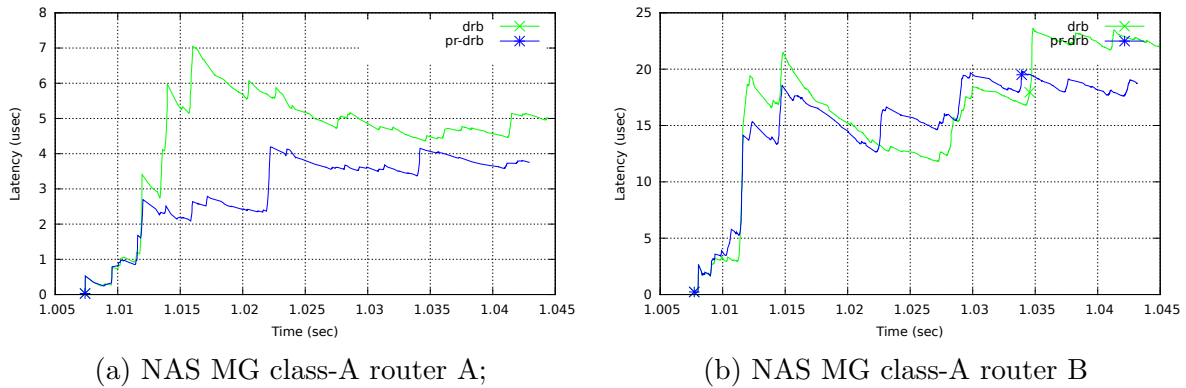 8
7
6
5
4
3
2
1
0
Latency (usec)
drb
pr-drb
1.005 1.01 1.015 1.02 1.025 1.03 1.035 1.04 1.045
Time (sec)
(a) NAS MG class-A router A;
25
20
15
10
5
0
Latency (usec)
drb
pr-drb
1.005 1.01 1.015 1.02 1.025 1.03 1.035 1.04 1.045
Time (sec)
(b) NAS MG class-A router B